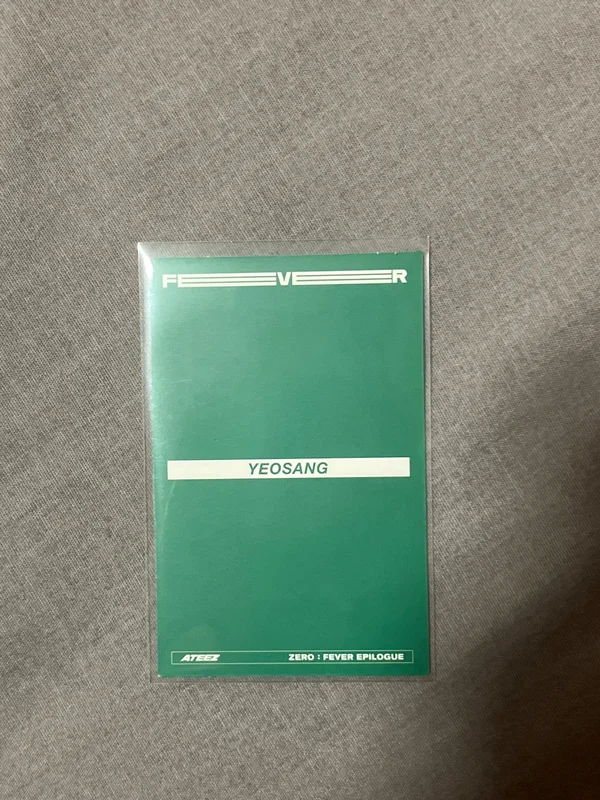 FEVER
YEOSANG
ATEEZ ZERO : FEVER EPILOGUE